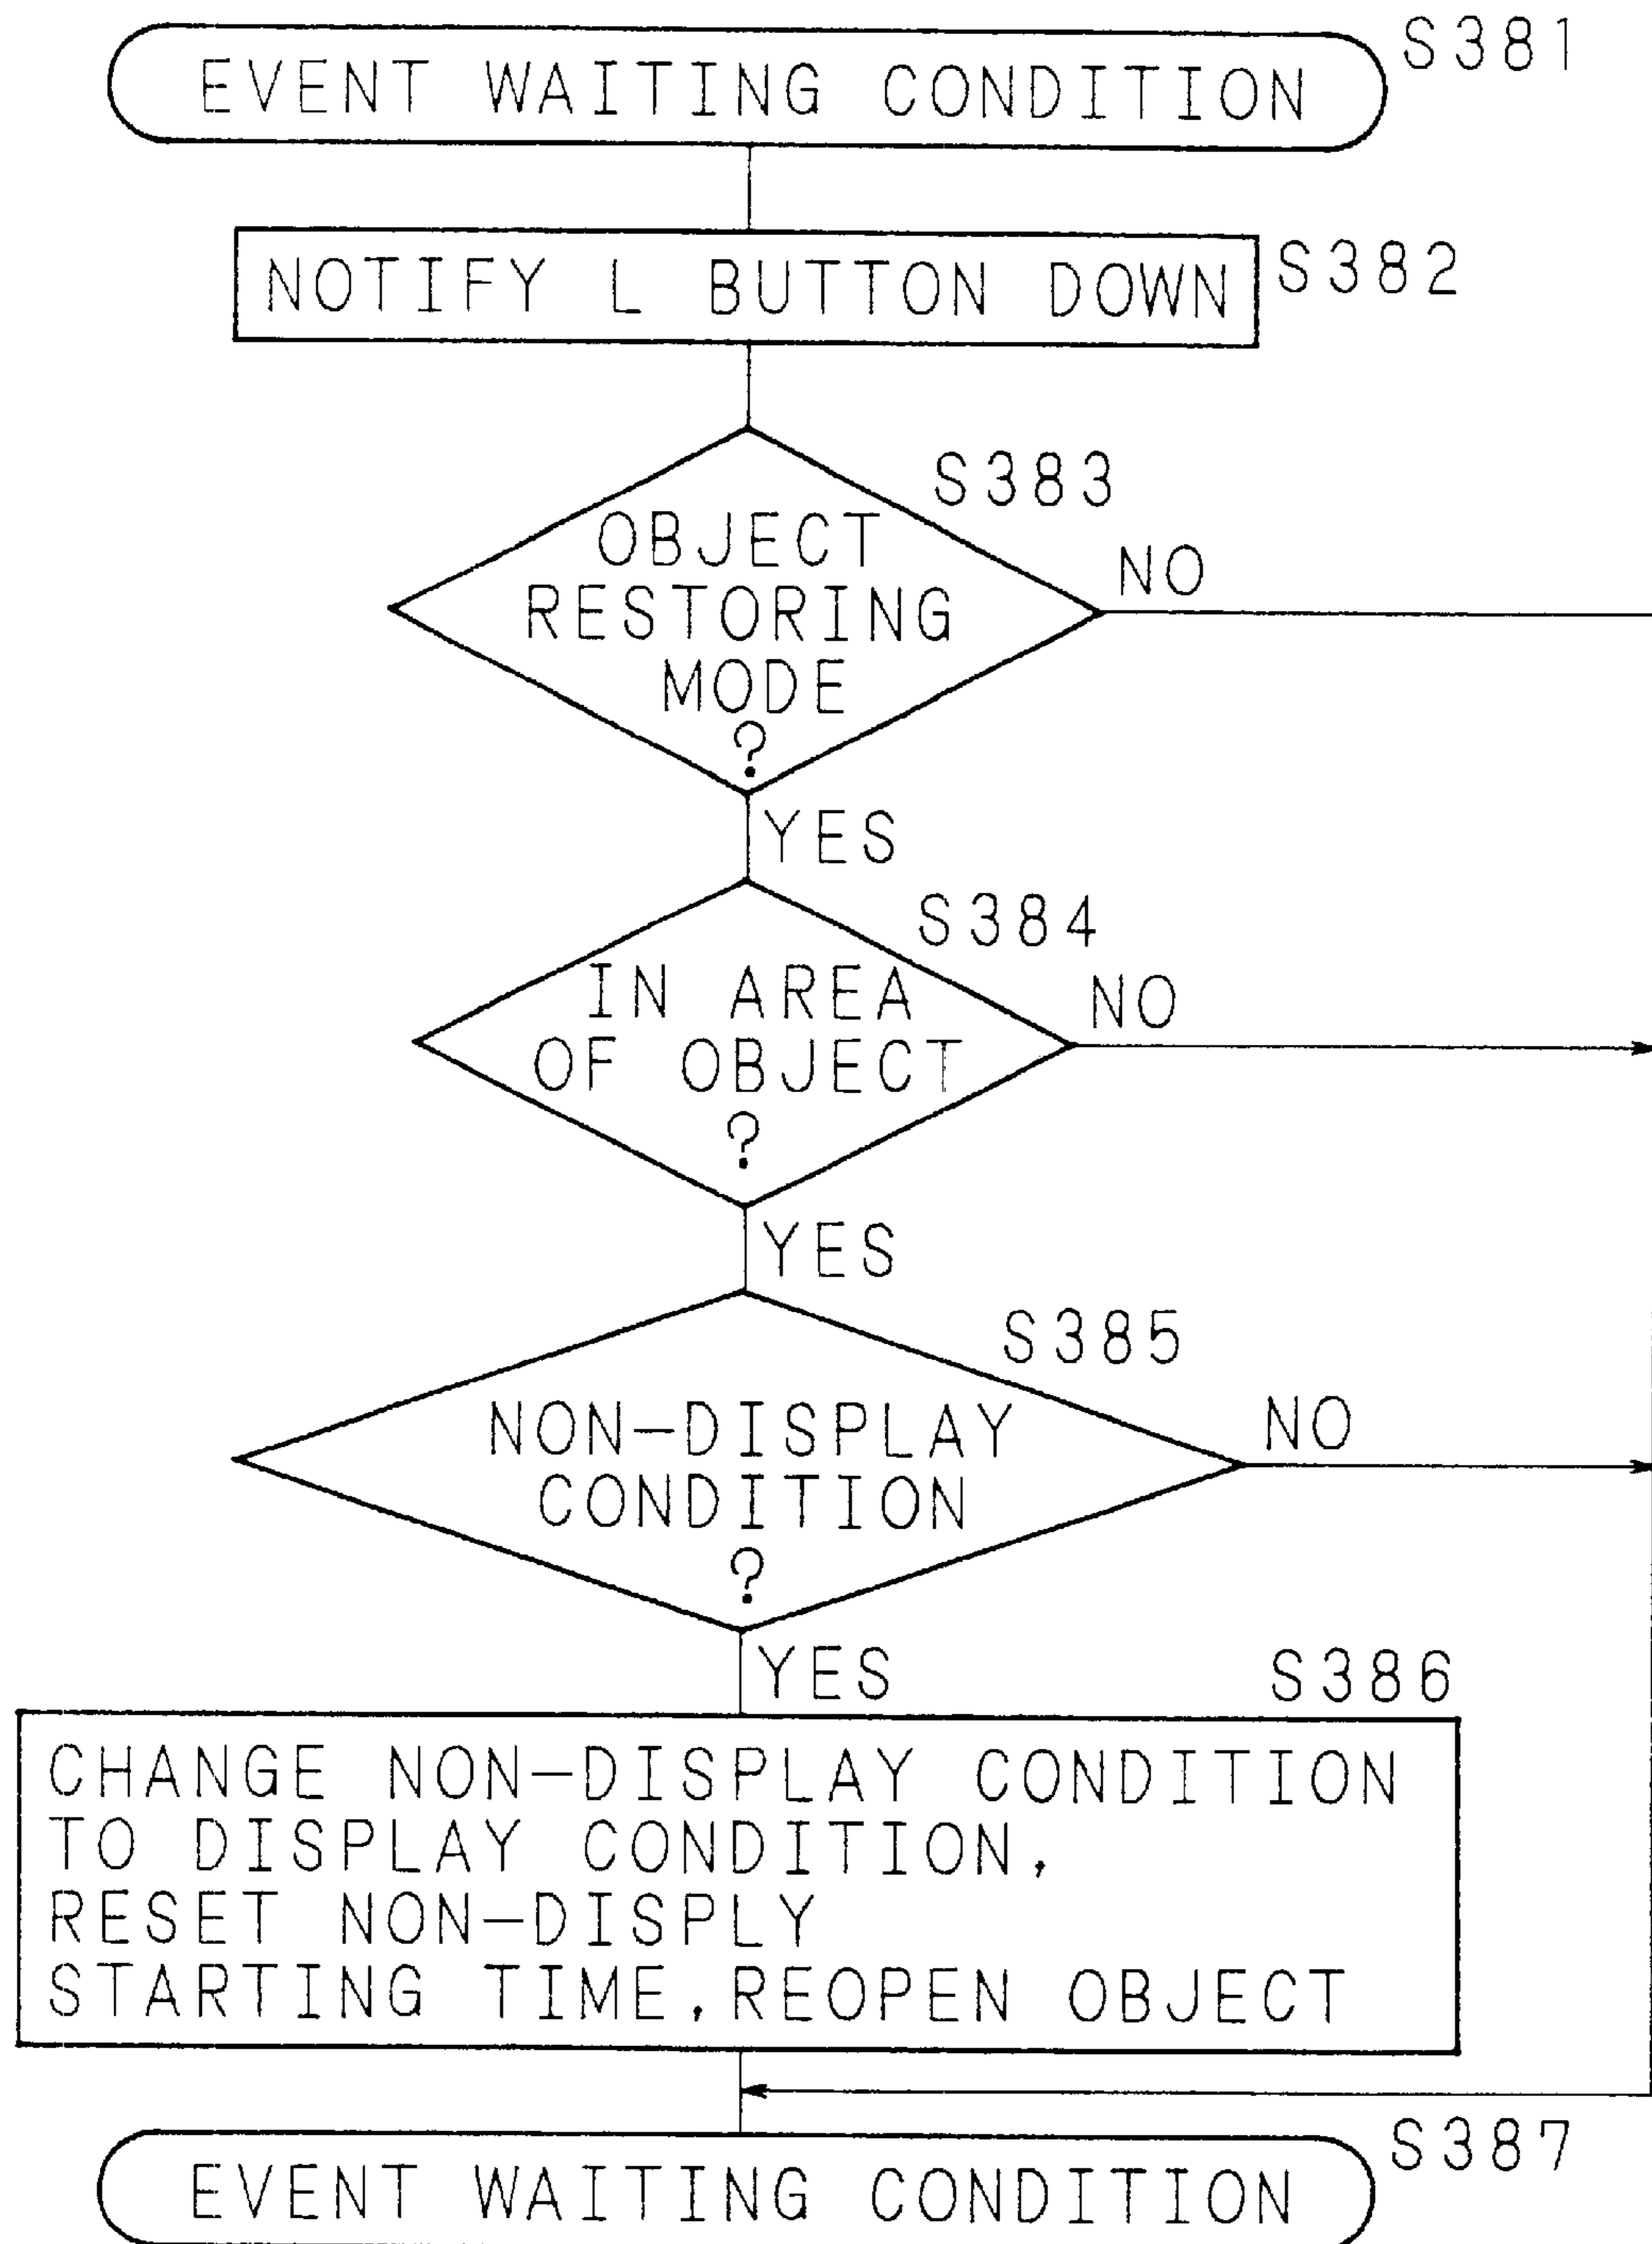 S381
EVENT WAITING CONDITION
NOTIFY L BUTTON DOWN
S382
S383
OBJECT
RESTORING
MODE
?
NO
YES
S384
IN AREA
OF OBJECT
?
NO
YES
S385
NON-DISPLAY
CONDITION
?
NO
YES
S386
CHANGE NON-DISPLAY CONDITION
TO DISPLAY CONDITION,
RESET NON-DISPLY
STARTING TIME, REOPEN OBJECT
S387
EVENT WAITING CONDITION